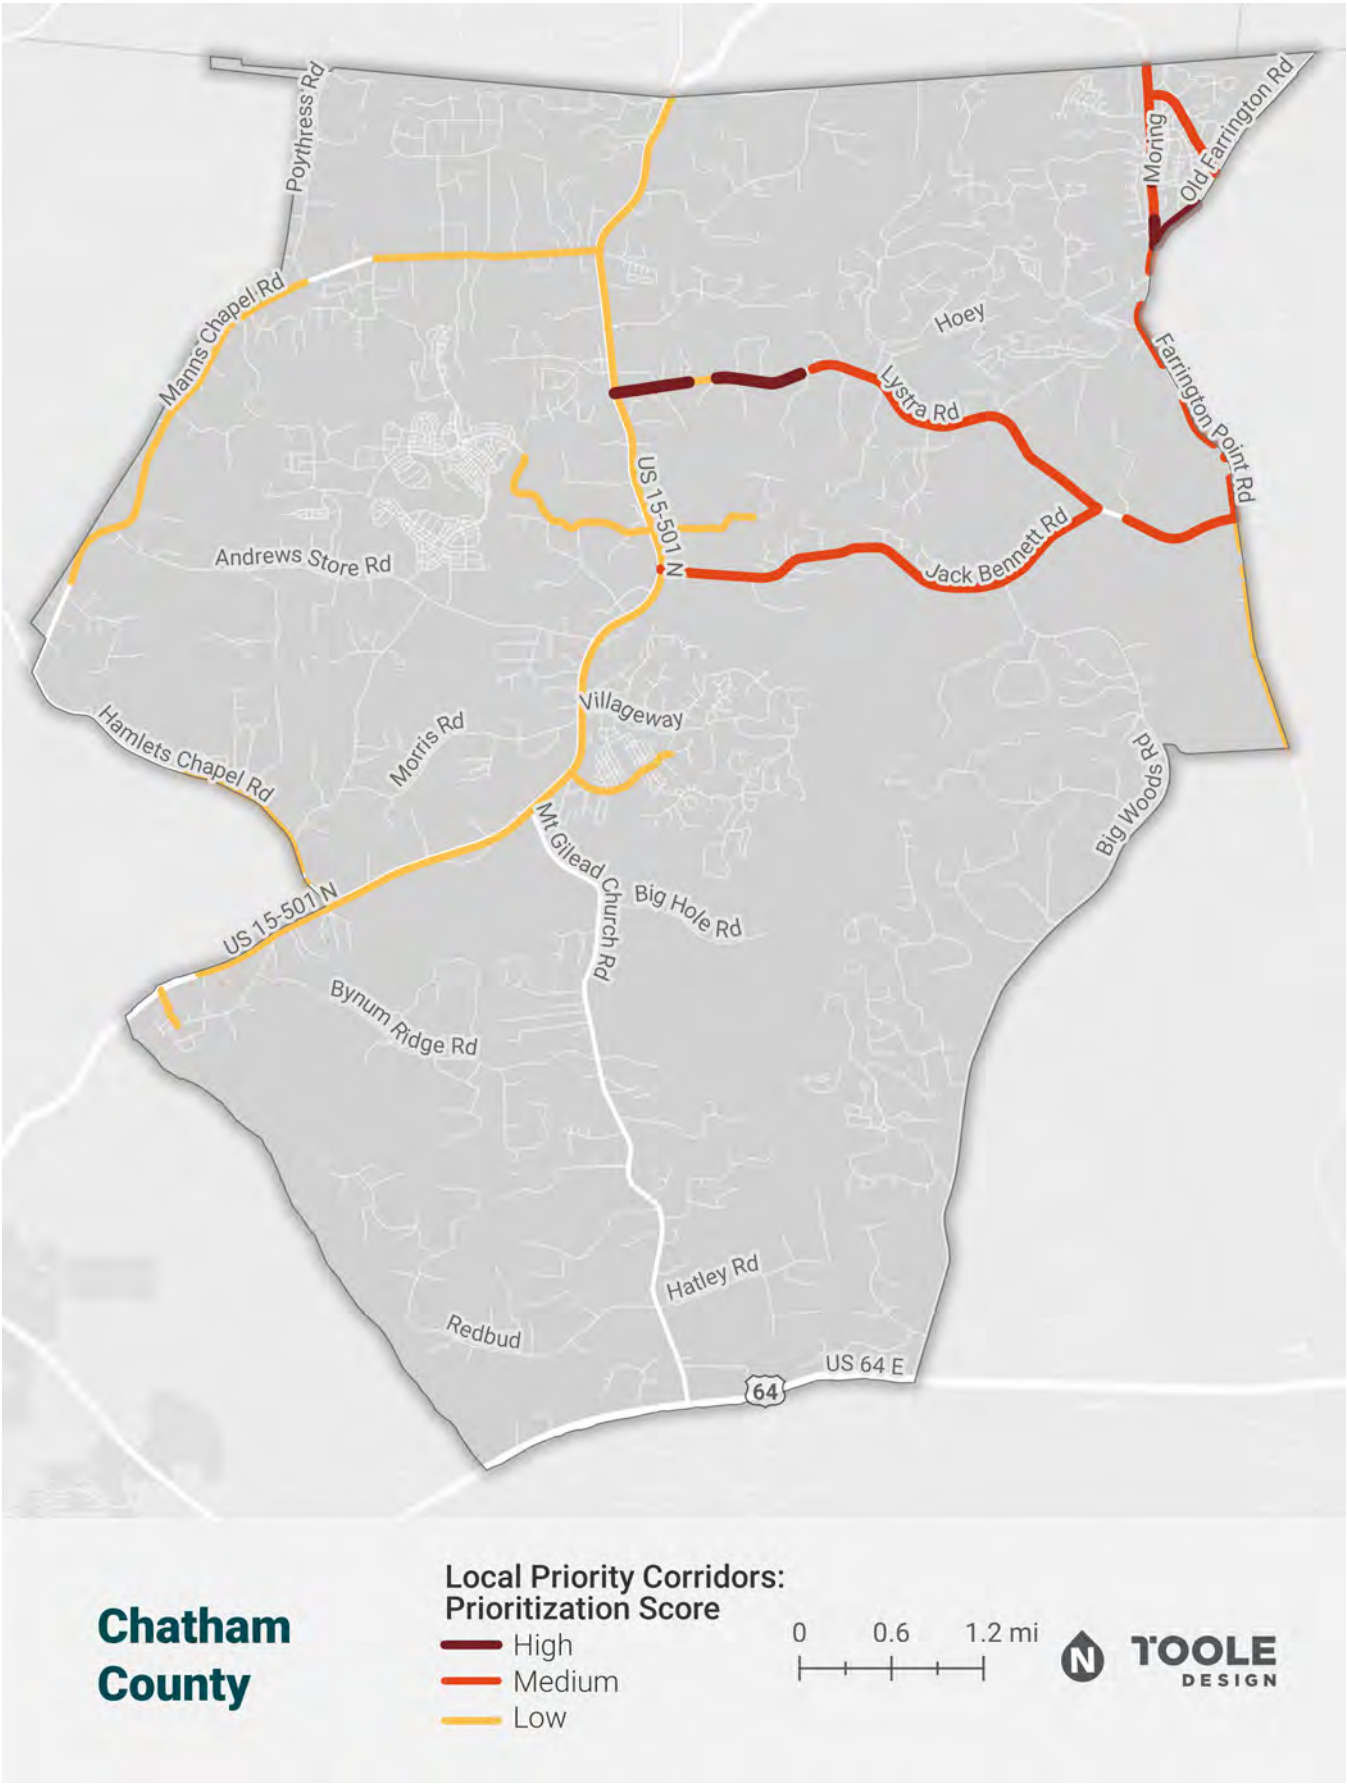 Poythress Rd
Moring
Old Farrington Rd
Manns Chapel Rd
Hoey
Farrington Point Rd
Lystra Rd
US 15-501 N
Andrews Store Rd
Jack Bennett Rd
Villageway
Hamlets Chapel Rd
Morris Rd
Big Woods Rd
Mt Gilead Church Rd
US 15-501 N
Big Hole Rd
Bynum Ridge Rd
Hatley Rd
Redbud
US 64 E
64
Chatham
County
Local Priority Corridors:
Prioritization Score
High
Medium
Low
0 0.6 1.2 mi
N
TOOLE
DESIGN